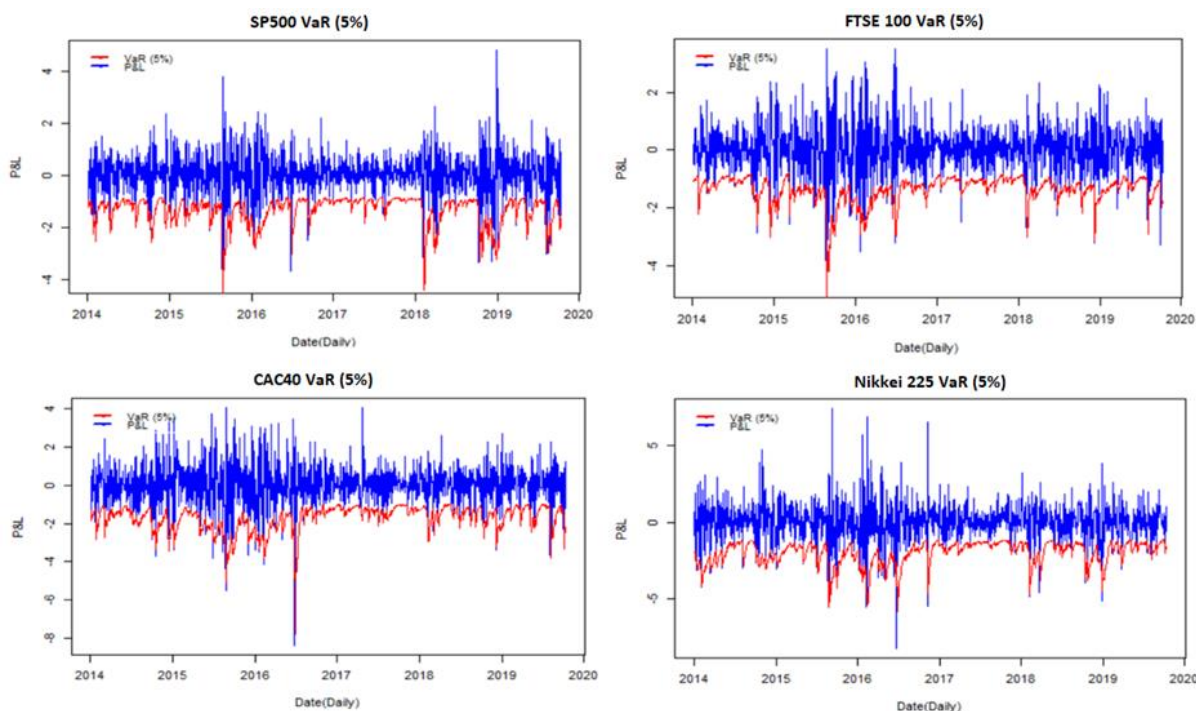 SP500 VaR (5%)
VaR (5%)
P&L
P&L
4
2
0
-2
-4
2014 2015 2016 2017 2018 2019 2020
Date(Daily)
FTSE 100 VaR (5%)
VaR (5%)
P&L
P&L
2
0
-2
-4
2014 2015 2016 2017 2018 2019 2020
Date(Daily)
CAC40 VaR (5%)
VaR (5%)
P&L
P&L
4
2
0
-2
-4
-6
-8
2014 2015 2016 2017 2018 2019 2020
Date(Daily)
Nikkei 225 VaR (5%)
VaR (5%)
P&L
P&L
5
0
-5
2014 2015 2016 2017 2018 2019 2020
Date(Daily)